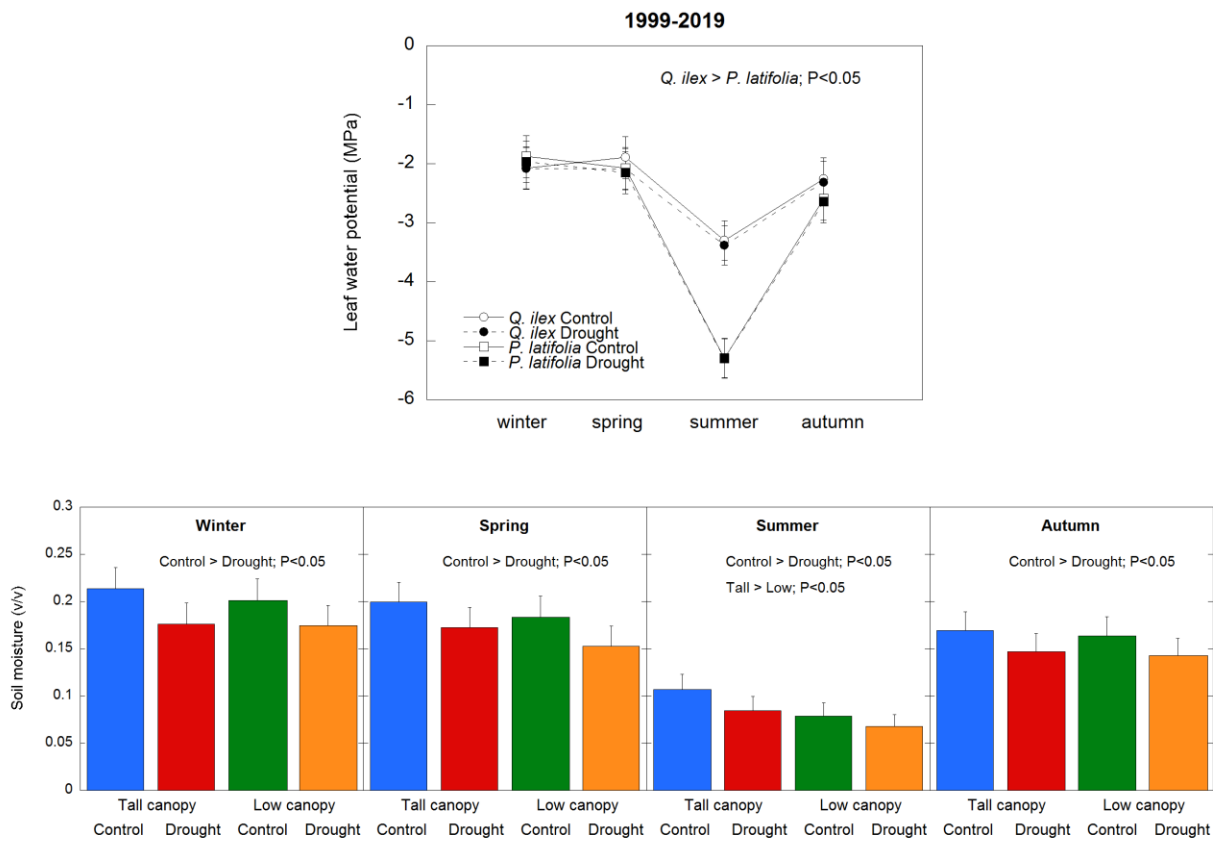 1999-2019
Q. ilex > P. latifolia; P<0.05
Leaf water potential (MPa)
-0
-1
-2
-3
-4
-5
-6
Q. ilex Control
Q. ilex Drought
P. latifolia Control
P. latifolia Drought
winter spring summer autumn
Soil moisture (v/v)
0.3
0.25
0.2
0.15
0.1
0.05
0
Winter
Control > Drought; P<0.05
Spring
Control > Drought; P<0.05
Summer
Control > Drought; P<0.05
Tall > Low; P<0.05
Autumn
Control > Drought; P<0.05
Tall canopy Low canopy Tall canopy Low canopy Tall canopy Low canopy Tall canopy Low canopy
Control Drought Control Drought Control Drought Control Drought Control Drought Control Drought Control Drought Control Drought